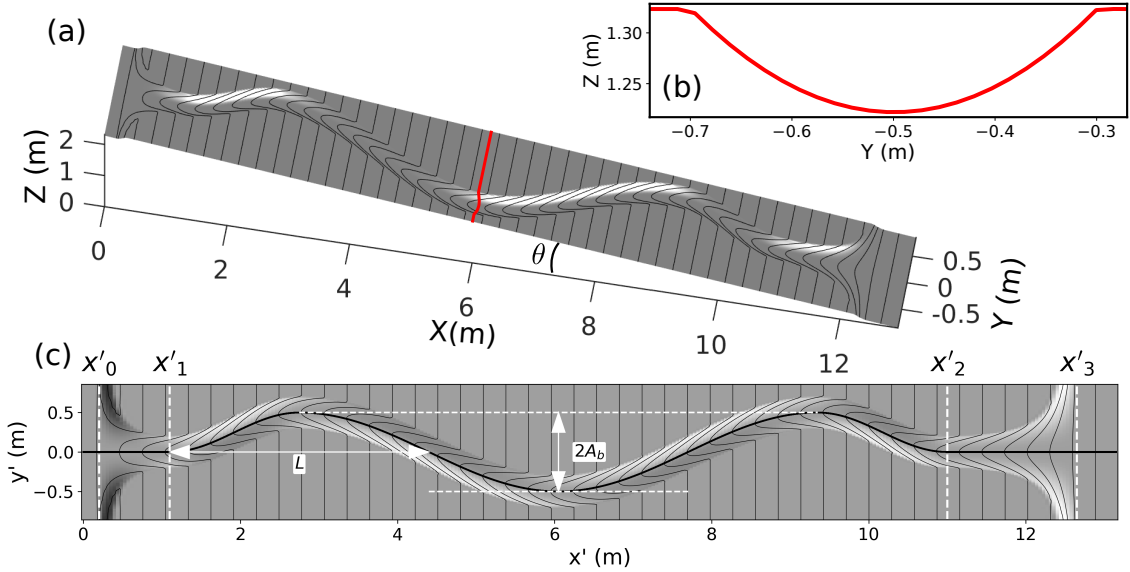 (a)
Z (m)
2
1
0
0
2
4
6
8
10
12
X(m)
θ
0.5
0
-0.5
Y (m)
(b)
Z (m)
1.30
1.25
−0.7
−0.6
−0.5
−0.4
−0.3
Y (m)
(c)
x'0
x'1
x'2
x'3
y' (m)
0.5
0.0
−0.5
L
2Ab
0
2
4
6
8
10
12
x' (m)